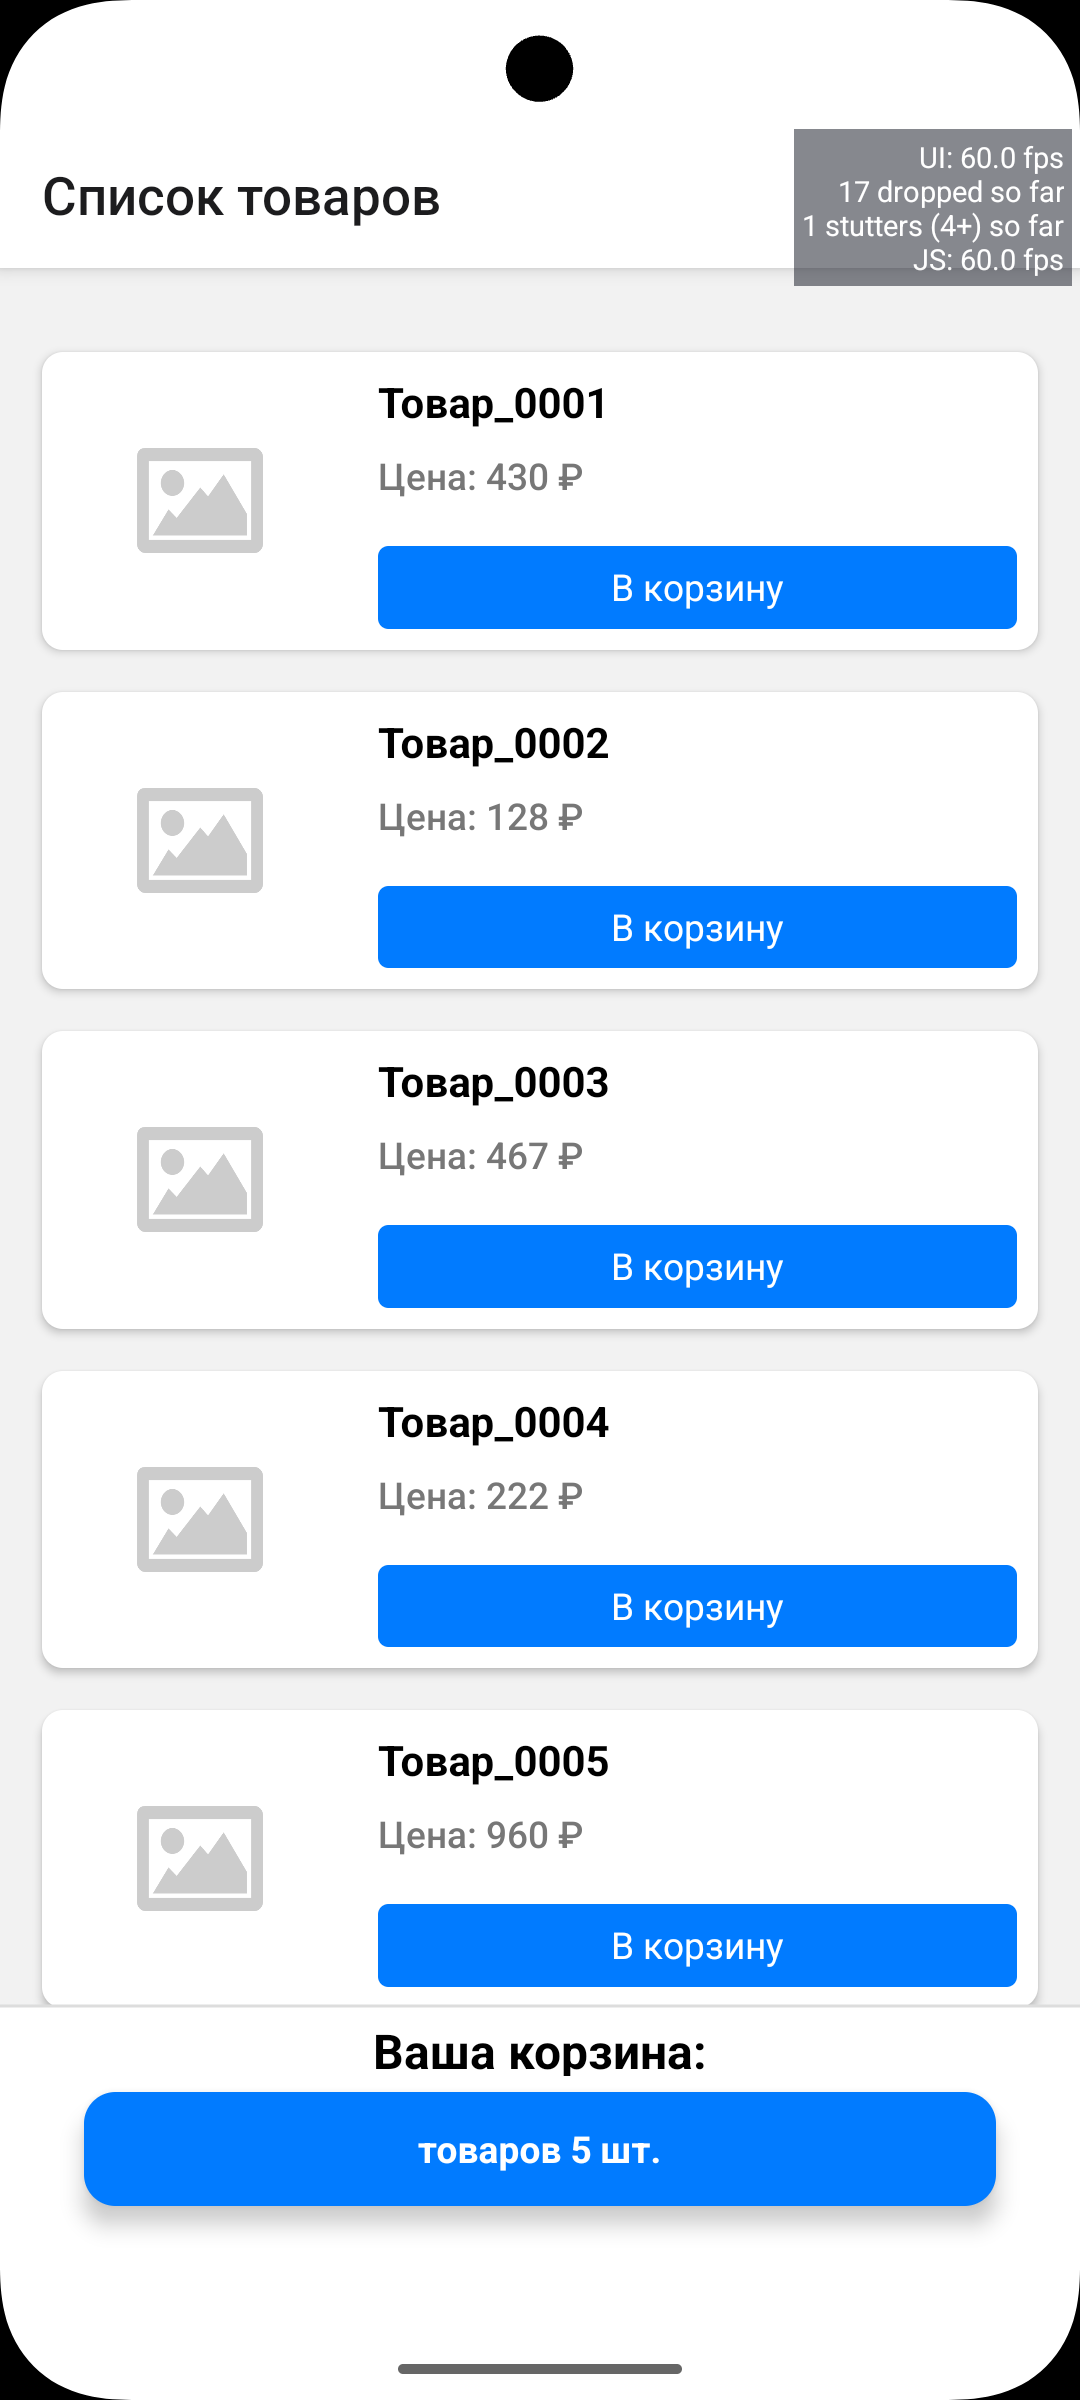 Список товаров
UI: 60.0 fps
17 dropped so far
1 stutters (4+) so far
JS: 60.0 fps
Товар_0001
Цена: 430 ₽
В корзину
Товар_0002
Цена: 128 ₽
В корзину
Товар_0003
Цена: 467 ₽
В корзину
Товар_0004
Цена: 222 ₽
В корзину
Товар_0005
Цена: 960 ₽
В корзину
Ваша корзина:
товаров 5 шт.